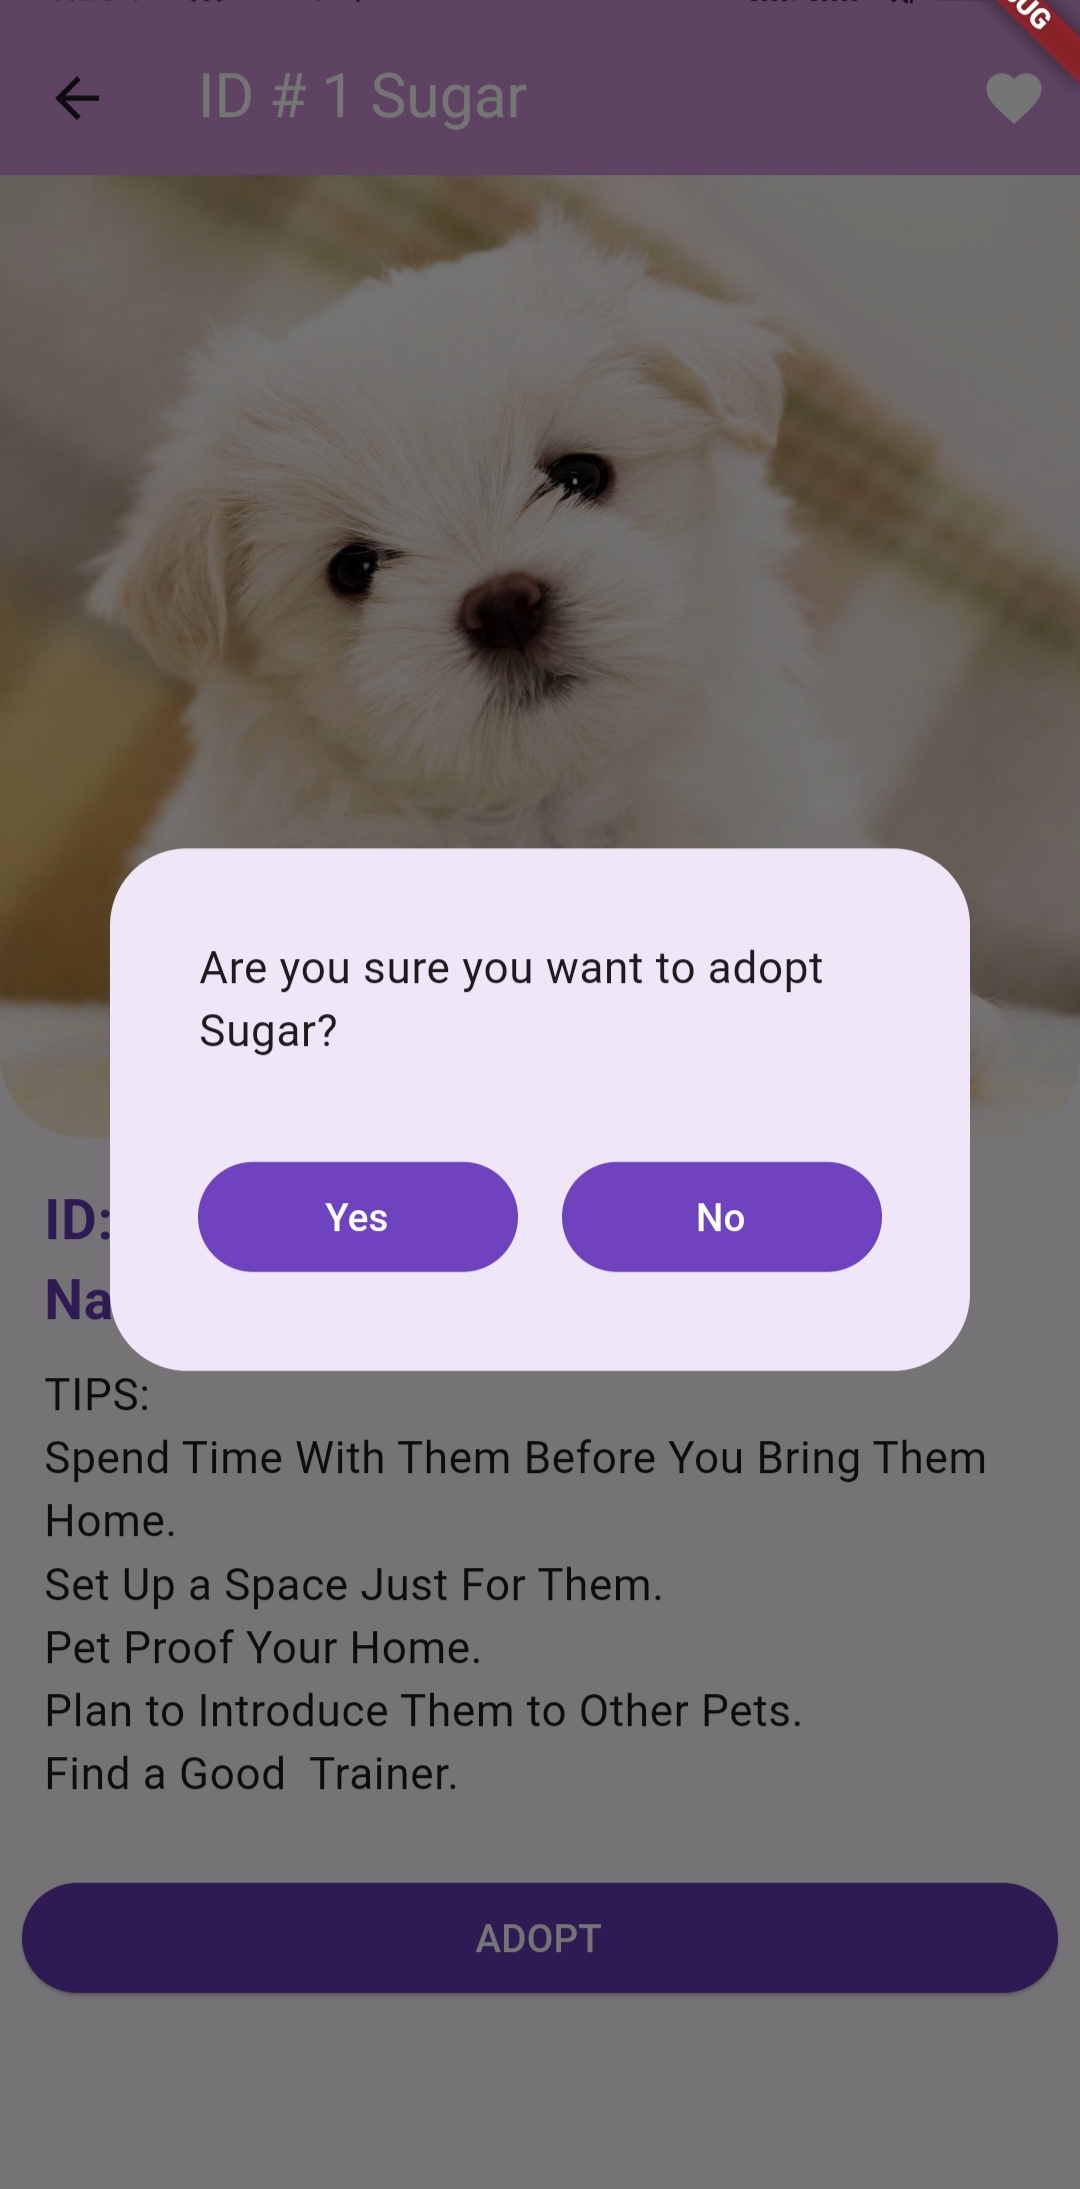 ID # 1 Sugar
Are you sure you want to adopt
Sugar?
Yes
No
ID:
TIPS:
Spend Time With Them Before You Bring Them
Home.
Set Up a Space Just For Them.
Pet Proof Your Home.
Plan to Introduce Them to Other Pets.
Find a Good  Trainer.
ADOPT